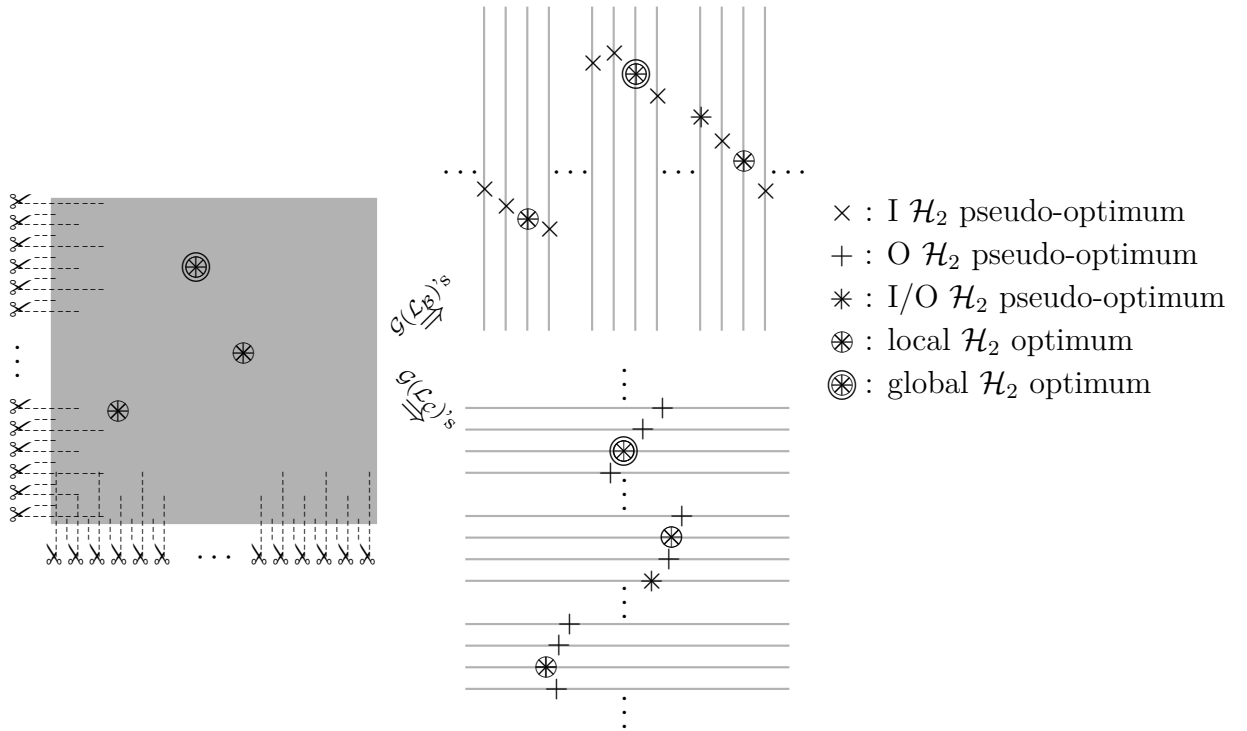 𝒢(ℒ_ℬ)'s
⇒
𝒢(ℒ_𝒞)'s
⇒
× : I ℋ₂ pseudo-optimum
+ : O ℋ₂ pseudo-optimum
∗ : I/O ℋ₂ pseudo-optimum
⊛ : local ℋ₂ optimum
⊛ : global ℋ₂ optimum